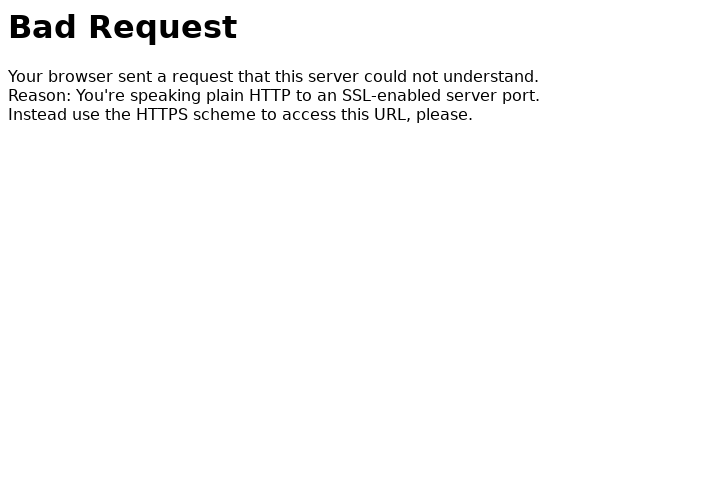 Bad Request
Your browser sent a request that this server could not understand.
Reason: You're speaking plain HTTP to an SSL-enabled server port.
Instead use the HTTPS scheme to access this URL, please.